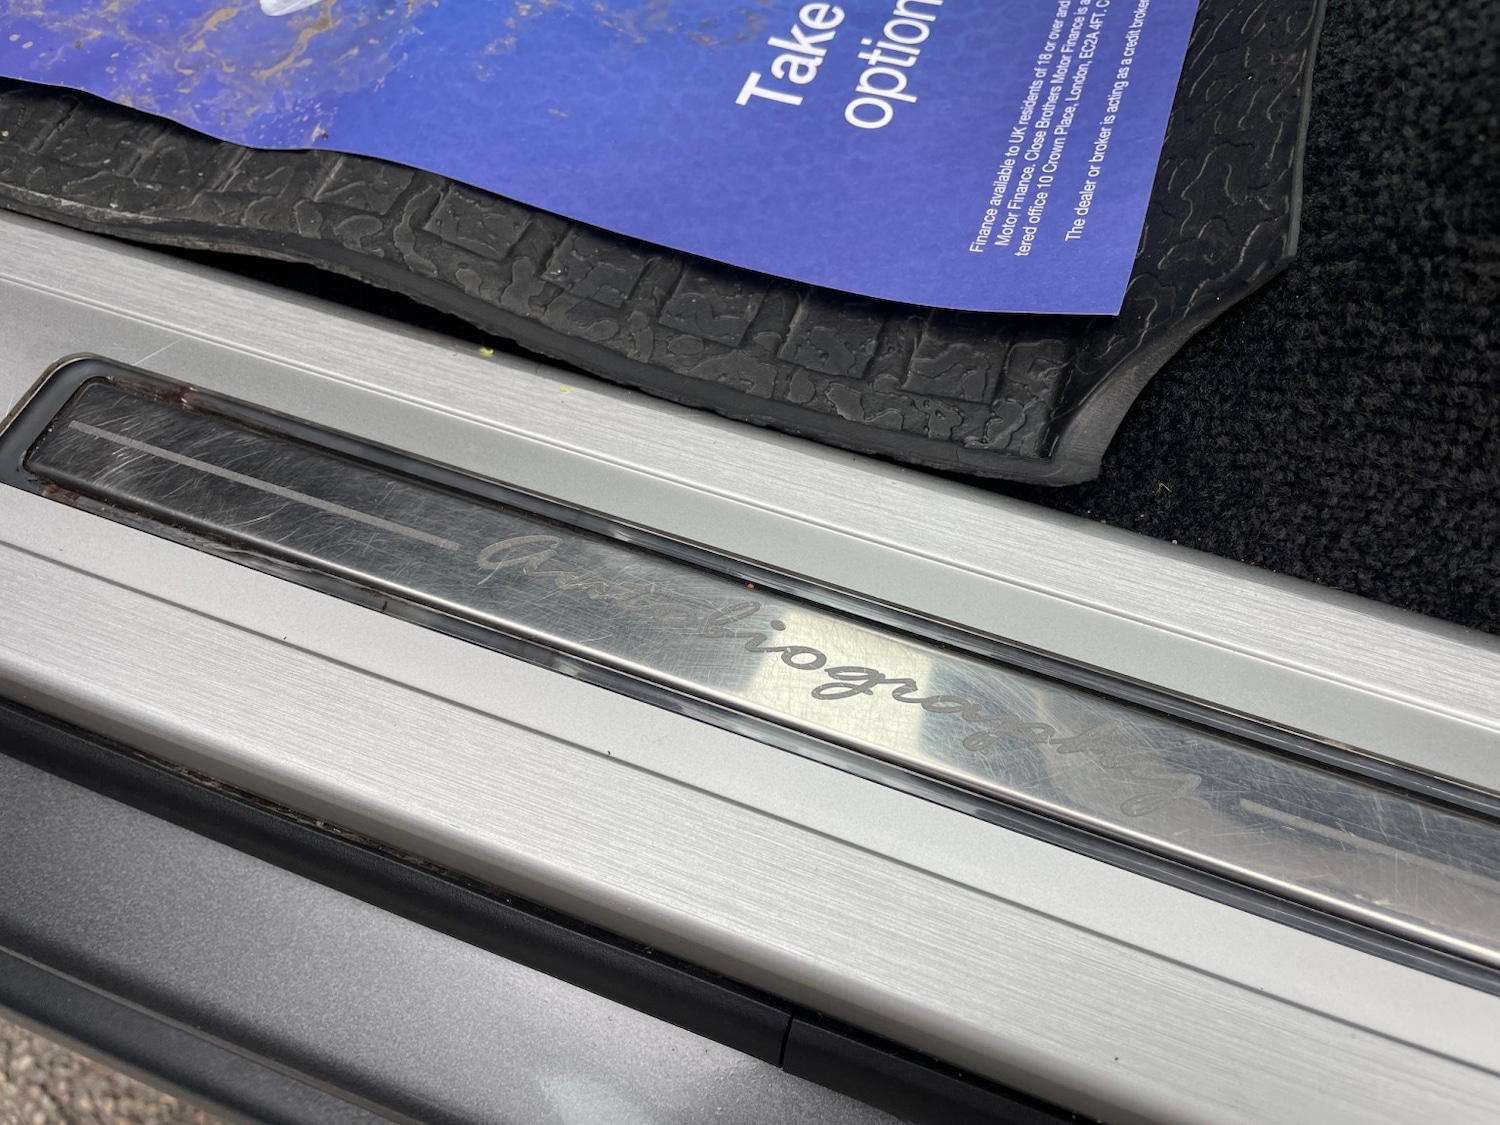 Take
option
Finance available to UK residents of 18 or over and
Motor Finance. Close Brothers Motor Finance is a
tered office 10 Crown Place, London, EC2A 4FT. C
The dealer or broker is acting as a credit broker
Autobiography